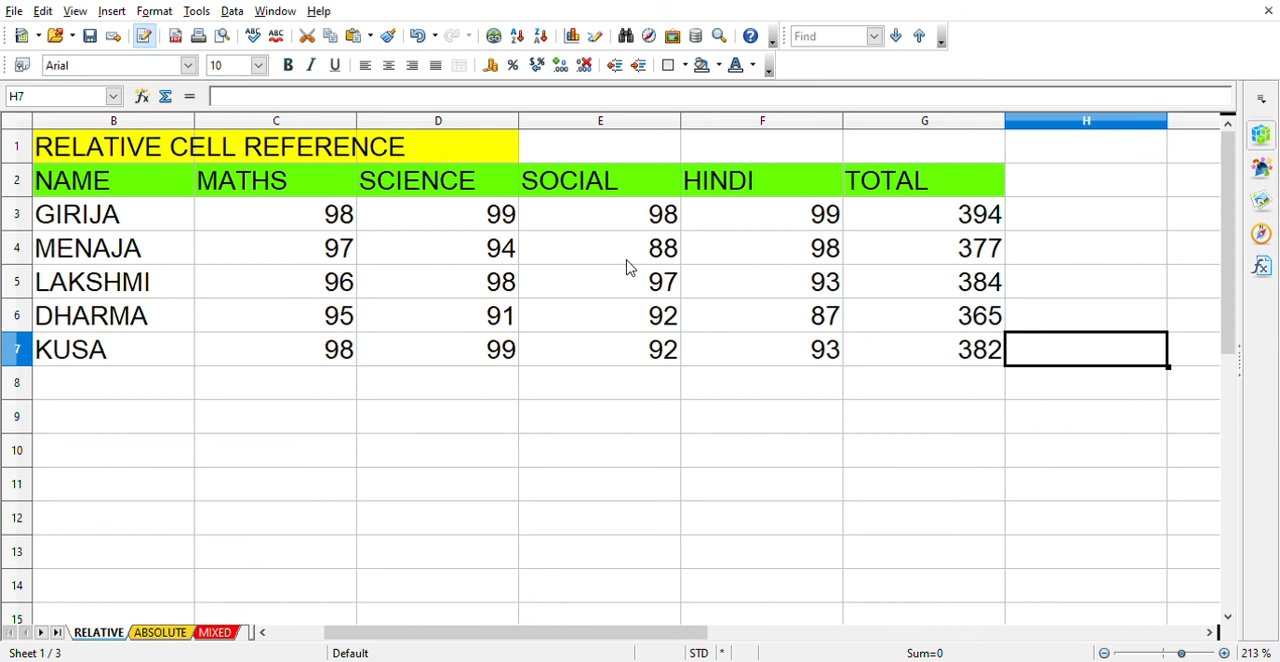 File Edit View Insert Format Tools Data Window Help
Find
Arial 10
H7
B C D E F G H
1 RELATIVE CELL REFERENCE
2 NAME MATHS SCIENCE SOCIAL HINDI TOTAL
3 GIRIJA 98 99 98 99 394
4 MENAJA 97 94 88 98 377
5 LAKSHMI 96 98 97 93 384
6 DHARMA 95 91 92 87 365
7 KUSA 98 99 92 93 382
8
9
10
11
12
13
14
15
RELATIVE ABSOLUTE MIXED
Sheet 1 / 3 Default STD * Sum=0 213 %